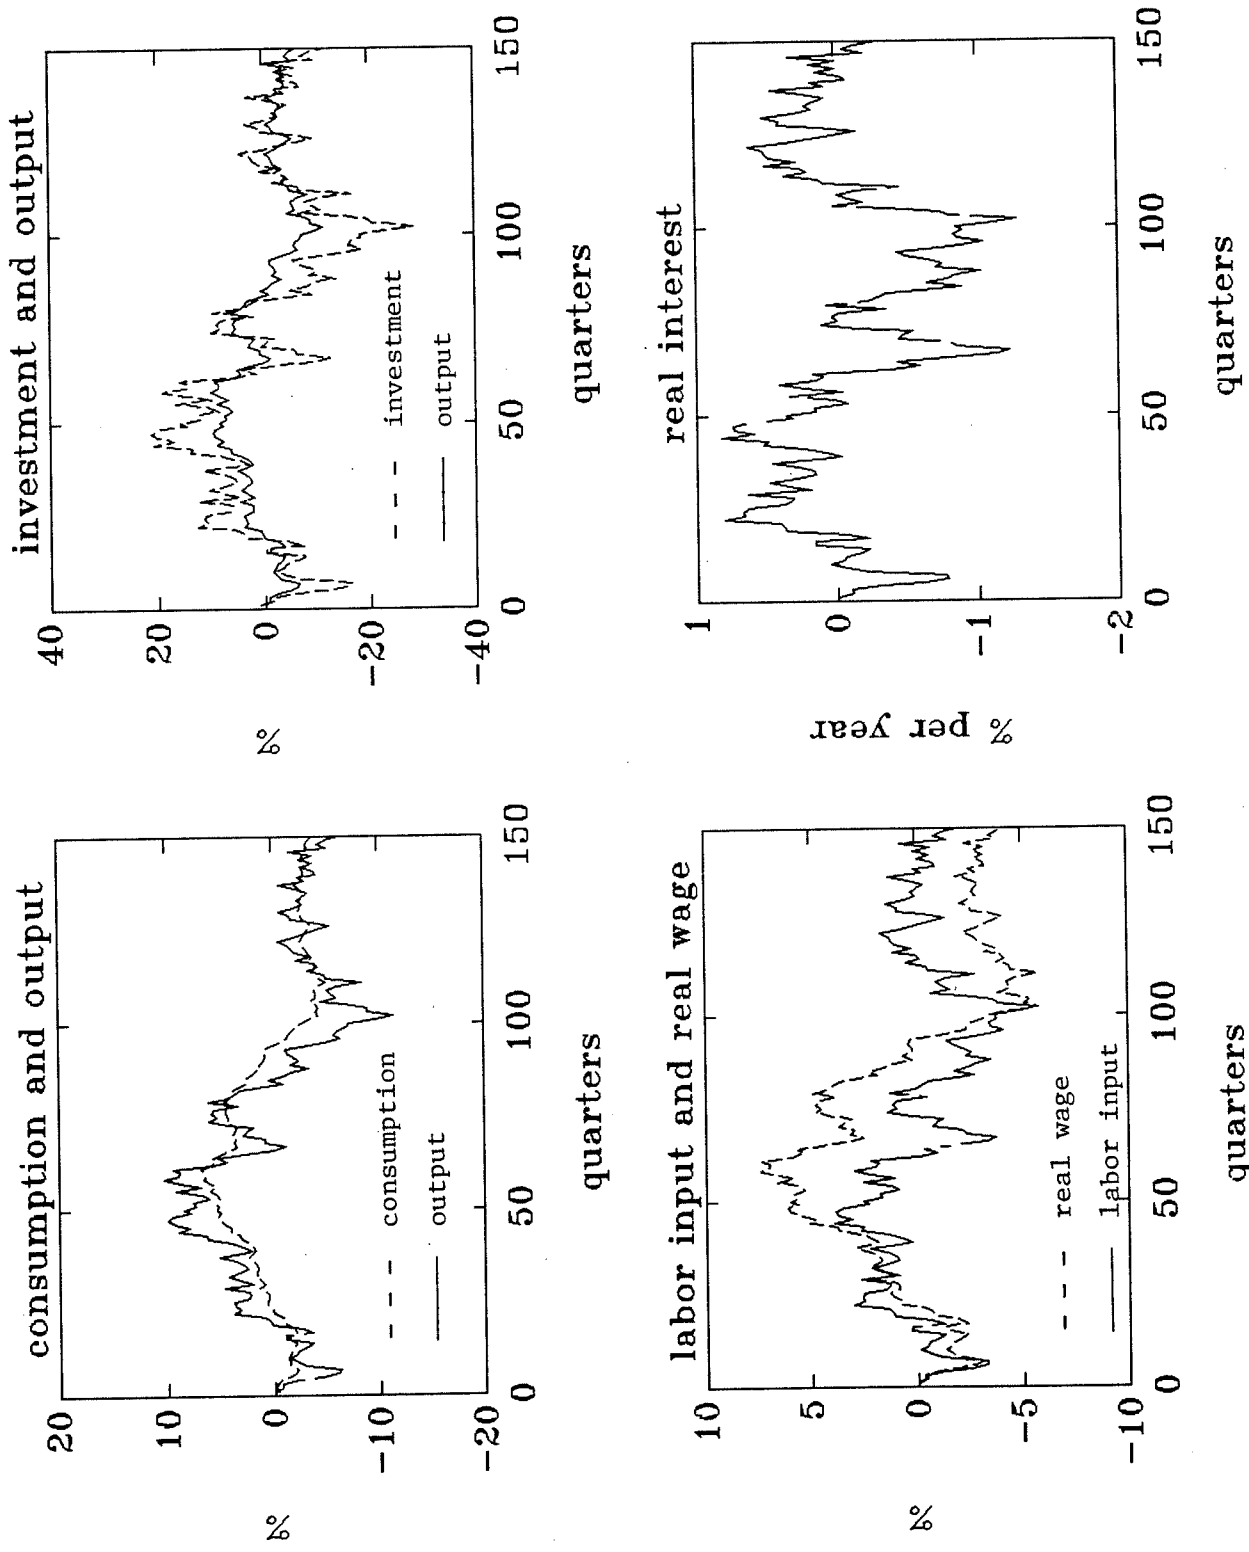 consumption and output
%
20
10
0
-10
-20
consumption
output
0
50
100
150
quarters
investment and output
%
40
20
0
-20
-40
investment
output
0
50
100
150
quarters
labor input and real wage
%
10
5
0
-5
-10
real wage
labor input
0
50
100
150
quarters
real interest
% per year
1
0
-1
-2
0
50
100
150
quarters